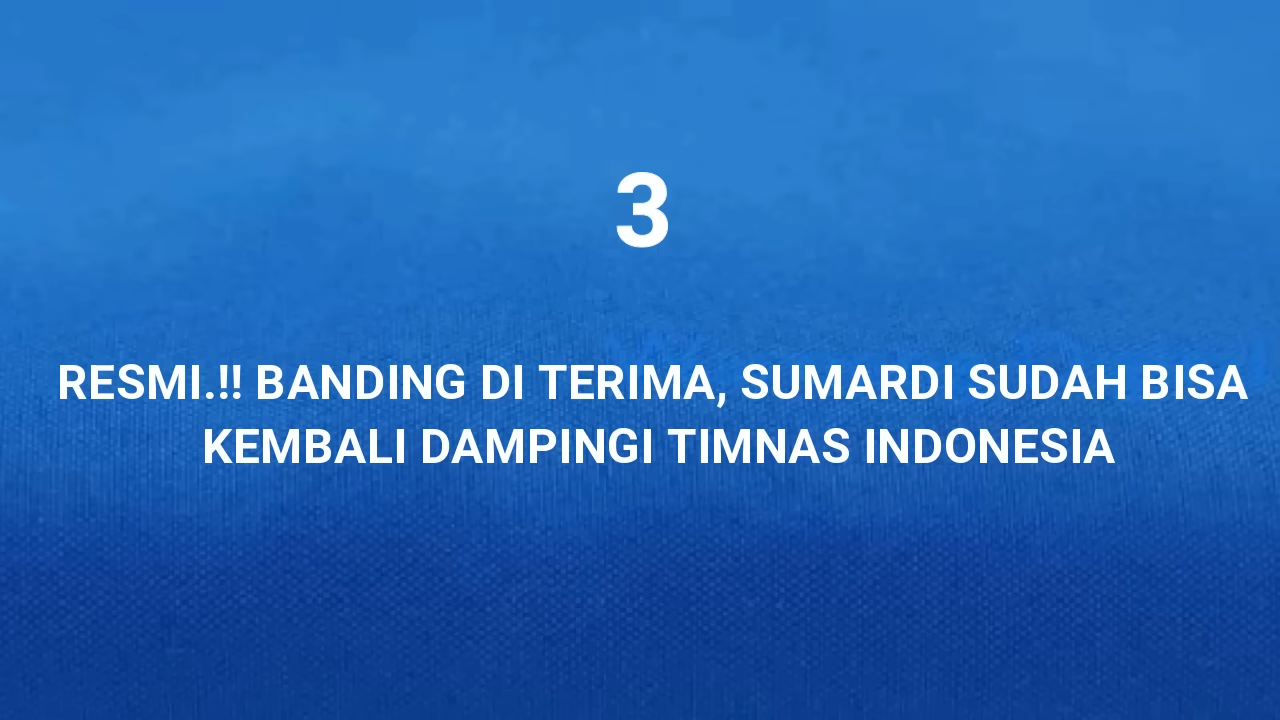 3
RESMI.!! BANDING DI TERIMA, SUMARDI SUDAH BISA
KEMBALI DAMPINGI TIMNAS INDONESIA